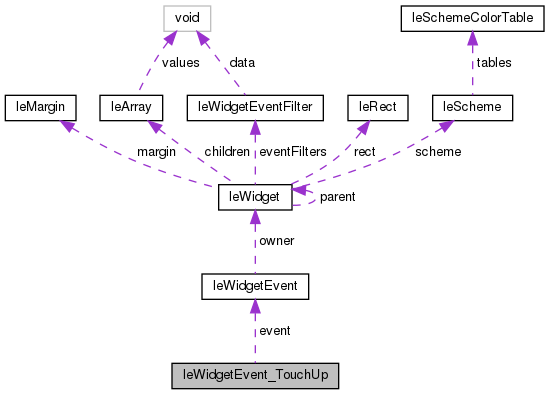 void
leSchemeColorTable
values
data
tables
leMargin
leArray
leWidgetEventFilter
leRect
leScheme
margin
children
eventFilters
rect
scheme
leWidget
parent
owner
leWidgetEvent
event
leWidgetEvent_TouchUp